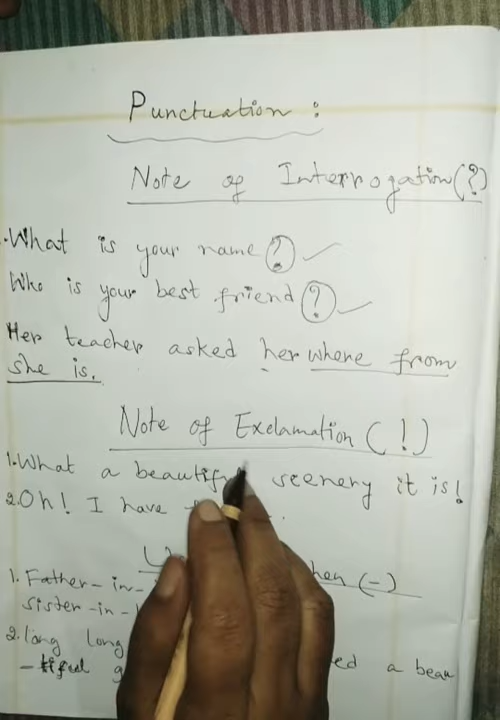 Punctuation :
Note of Interrogation (?)
1. What is your name ?
Who is your best friend ?
Her teacher asked her where from
she is.
Note of Exclamation ( ! )
1. What a beautiful scenery it is!
2. Oh! I have
hen (-)
1. Father-in-
Sister-in-
2. long long
-tiful g ed a beau